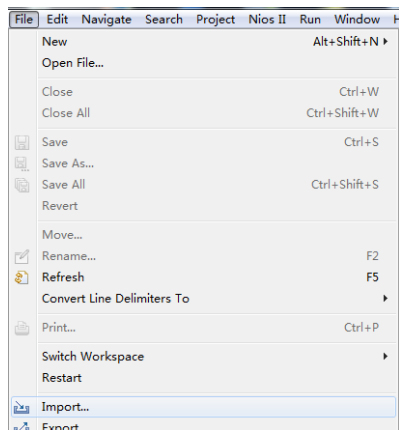 File Edit Navigate Search Project Nios II Run Window
New Alt+Shift+N
Open File...
Close Ctrl+W
Close All Ctrl+Shift+W
Save Ctrl+S
Save As...
Save All Ctrl+Shift+S
Revert
Move...
Rename... F2
Refresh F5
Convert Line Delimiters To
Print... Ctrl+P
Switch Workspace
Restart
Import...
Export